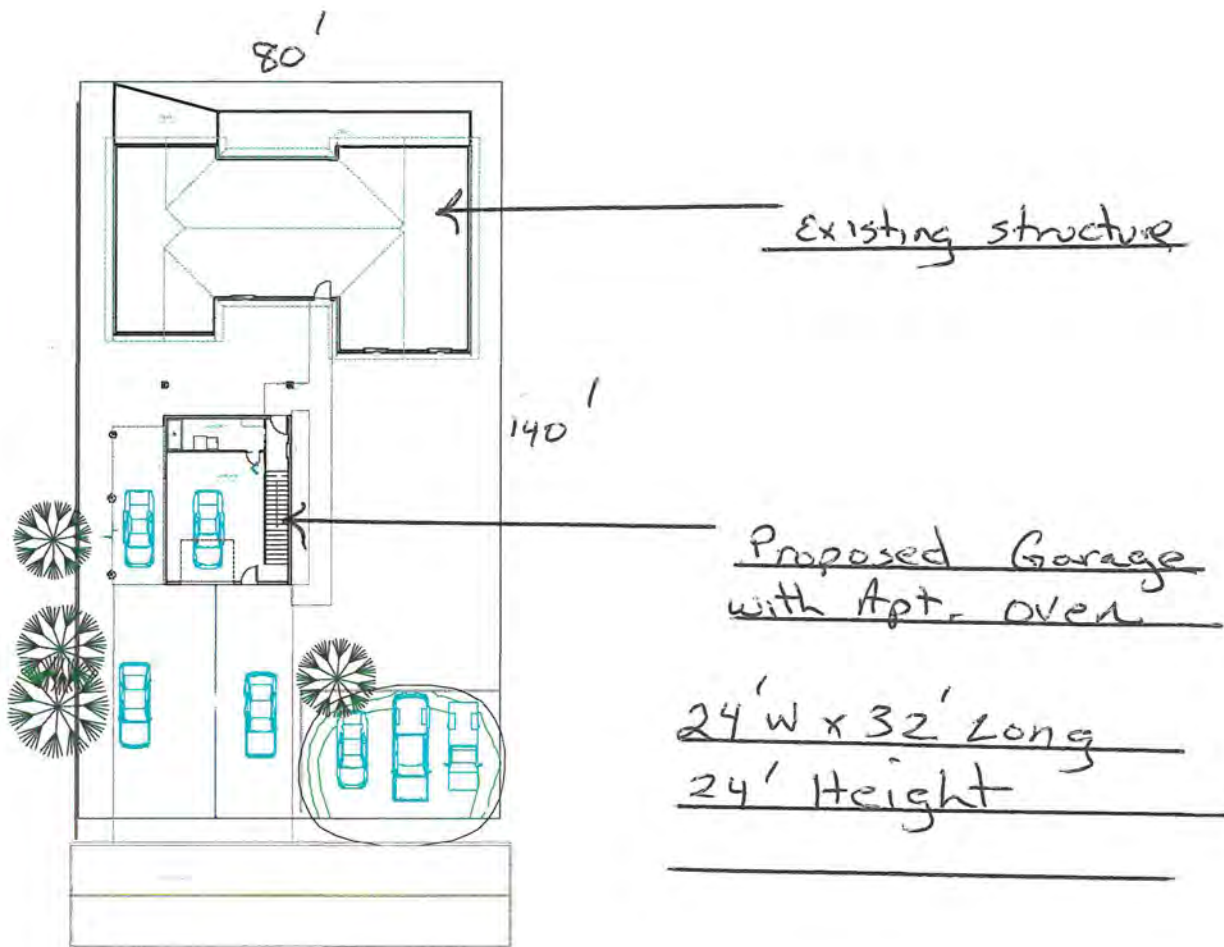 80'
Existing structure
140'
Proposed Garage
with Apt. over
24' W x 32' Long
24' Height